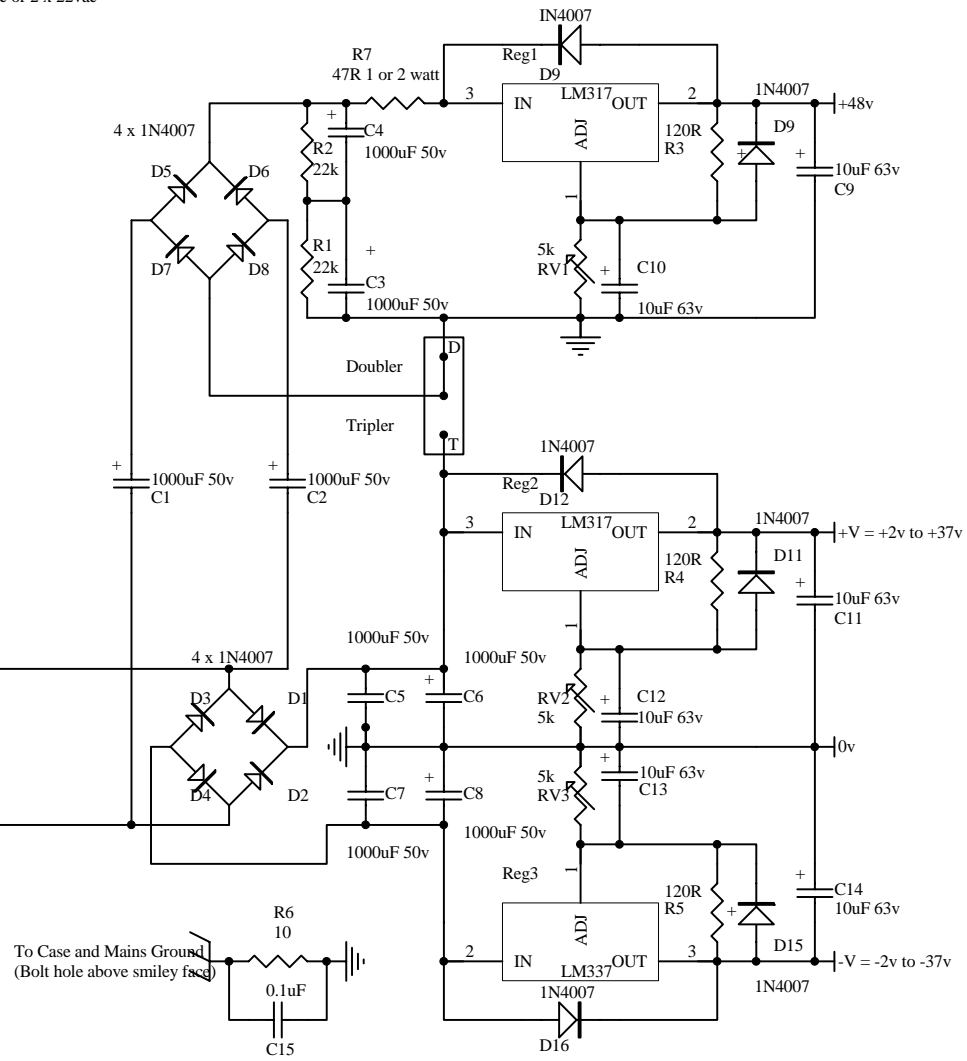 IN4007
R7
47R 1 or 2 watt
Reg1
D9
3
IN
LM317
OUT
2
ADJ
1
1N4007
+48v
120R
R3
D9
+
+
10uF 63v
C9
4 x 1N4007
D5
D6
D7
D8
R2
22k
+
C4
1000uF 50v
R1
22k
+
C3
1000uF 50v
5k
RV1
+
C10
10uF 63v
D
Doubler
Tripler
T
+
1000uF 50v
C1
+
1000uF 50v
C2
1N4007
Reg2
D12
3
IN
LM317
OUT
2
ADJ
1
1N4007
+V = +2v to +37v
120R
R4
D11
+
10uF 63v
C11
4 x 1N4007
D3
D1
D4
D2
1000uF 50v
1000uF 50v
C5
+
C6
RV2
5k
+
C12
10uF 63v
0v
C7
+
C8
1000uF 50v
1000uF 50v
5k
RV3
+
10uF 63v
C13
Reg3
1
ADJ
2
IN
LM337
OUT
3
120R
R5
+
D15
1N4007
+
C14
10uF 63v
-V = -2v to -37v
1N4007
D16
R6
10
To Case and Mains Ground
(Bolt hole above smiley face)
0.1uF
C15